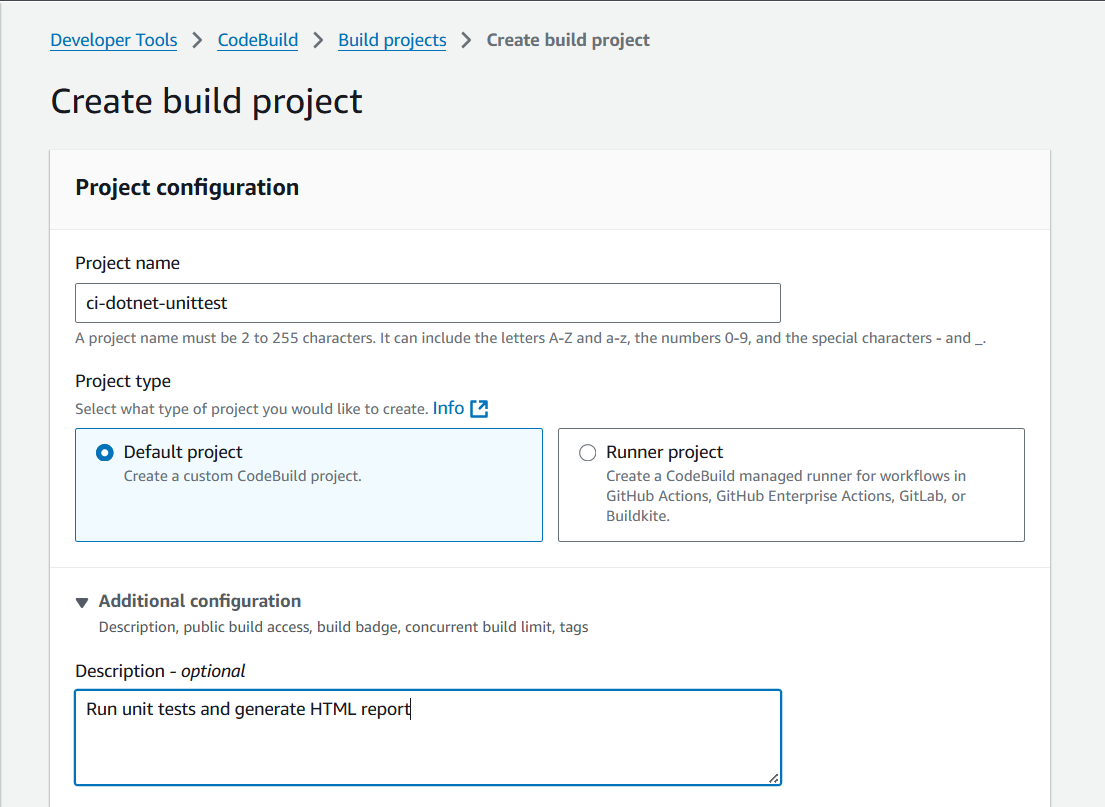 Developer Tools > CodeBuild > Build projects > Create build project
Create build project
Project configuration
Project name
ci-dotnet-unittest
A project name must be 2 to 255 characters. It can include the letters A-Z and a-z, the numbers 0-9, and the special characters - and _.
Project type
Select what type of project you would like to create. Info
Default project
Create a custom CodeBuild project.
Runner project
Create a CodeBuild managed runner for workflows in
GitHub Actions, GitHub Enterprise Actions, GitLab, or
Buildkite.
Additional configuration
Description, public build access, build badge, concurrent build limit, tags
Description - optional
Run unit tests and generate HTML report